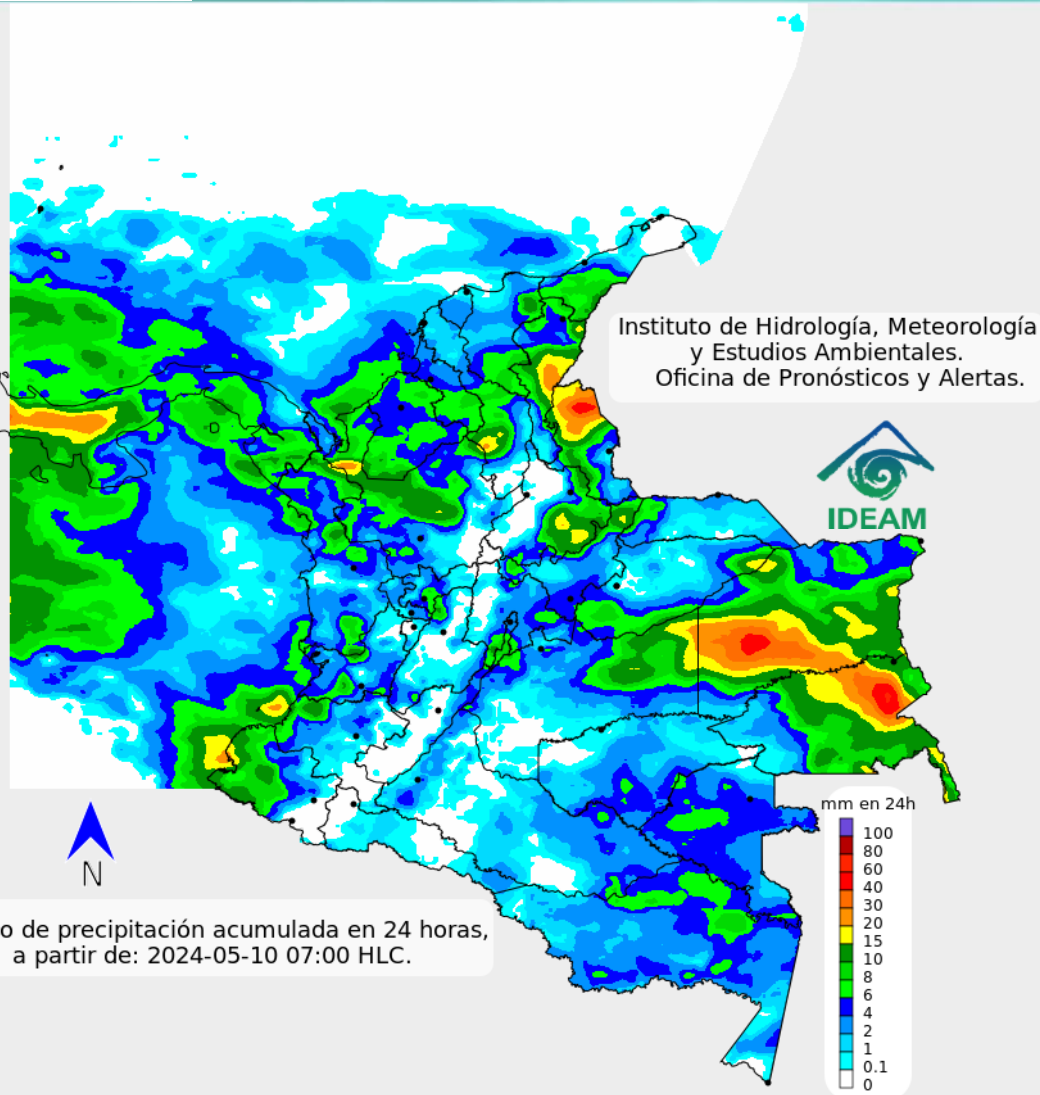 Instituto de Hidrología, Meteorología
y Estudios Ambientales.
Oficina de Pronósticos y Alertas.
IDEAM
N
o de precipitación acumulada en 24 horas,
a partir de: 2024-05-10 07:00 HLC.
mm en 24h
100
80
60
40
30
20
15
10
8
6
4
2
1
0.1
0